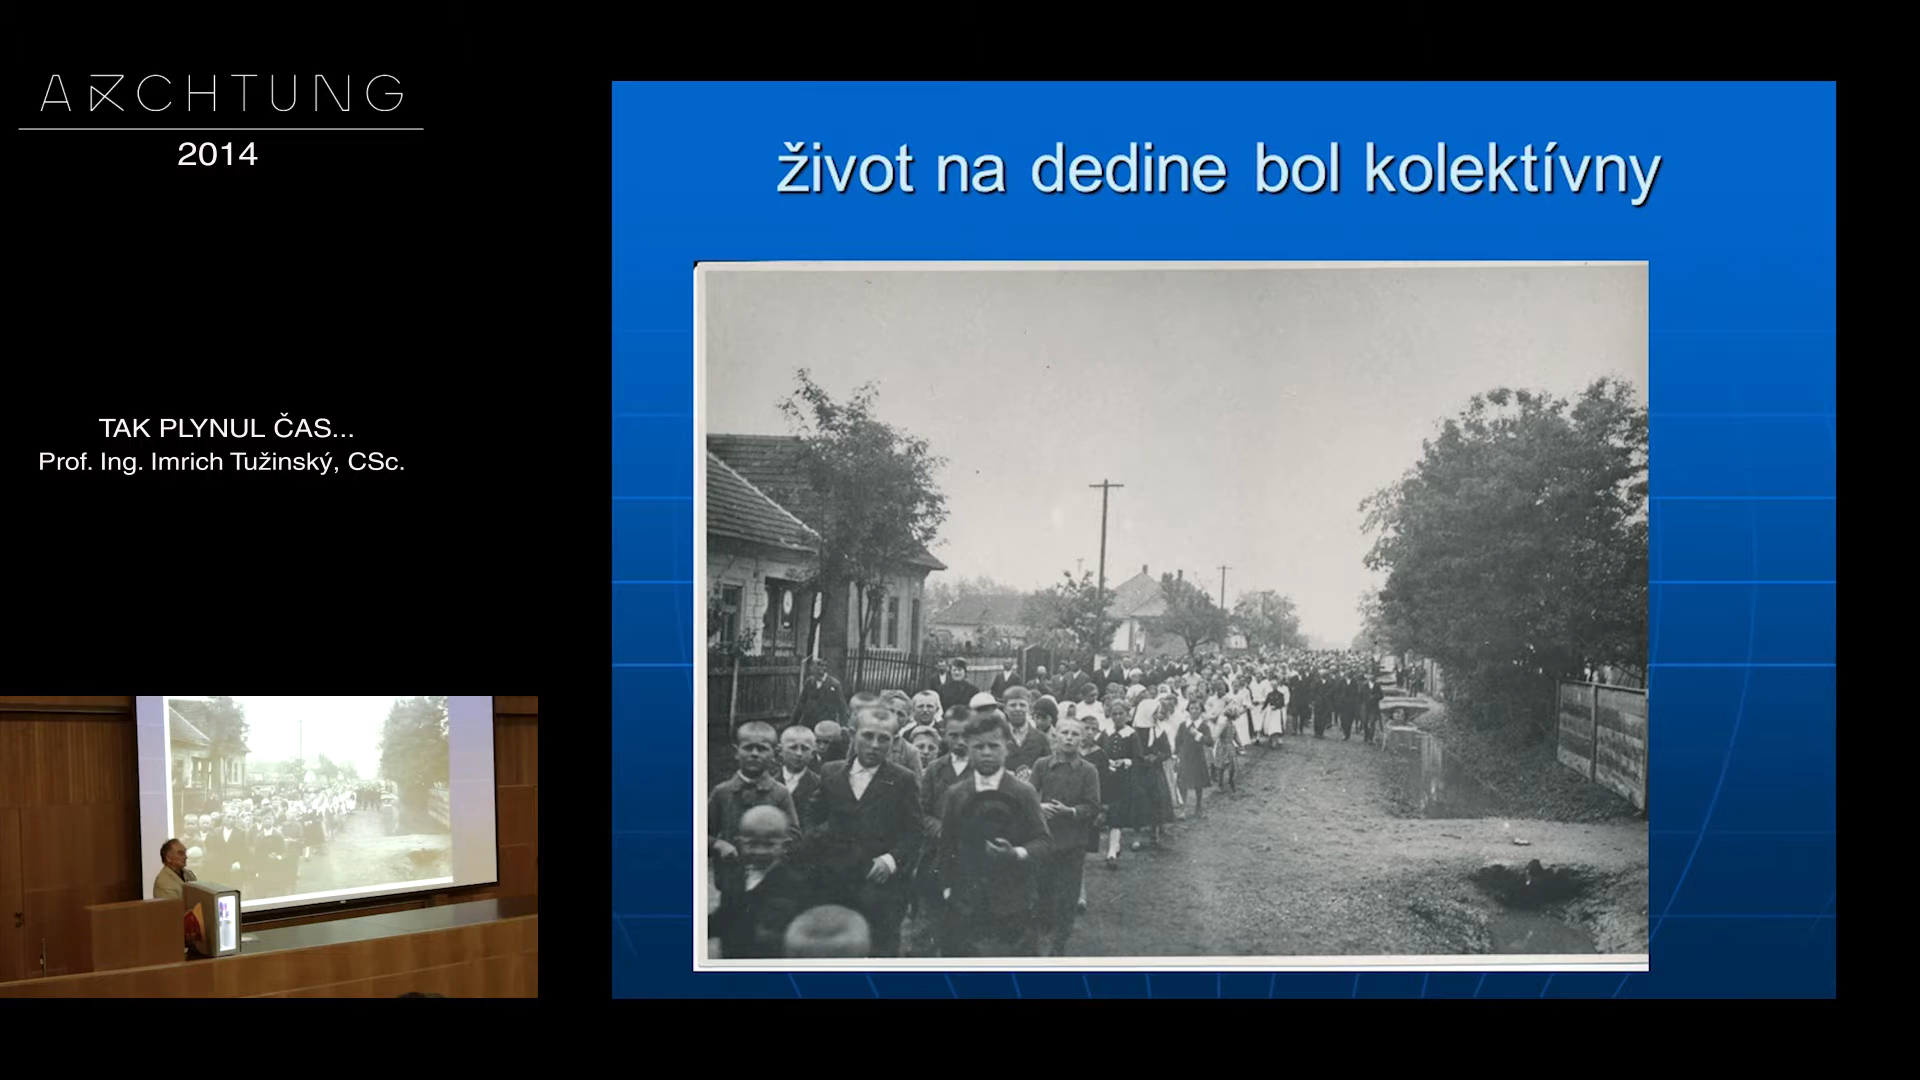 ARCHTUNG
2014
TAK PLYNUL ČAS...
Prof. Ing. Imrich Tužinský, CSc.
život na dedine bol kolektívny